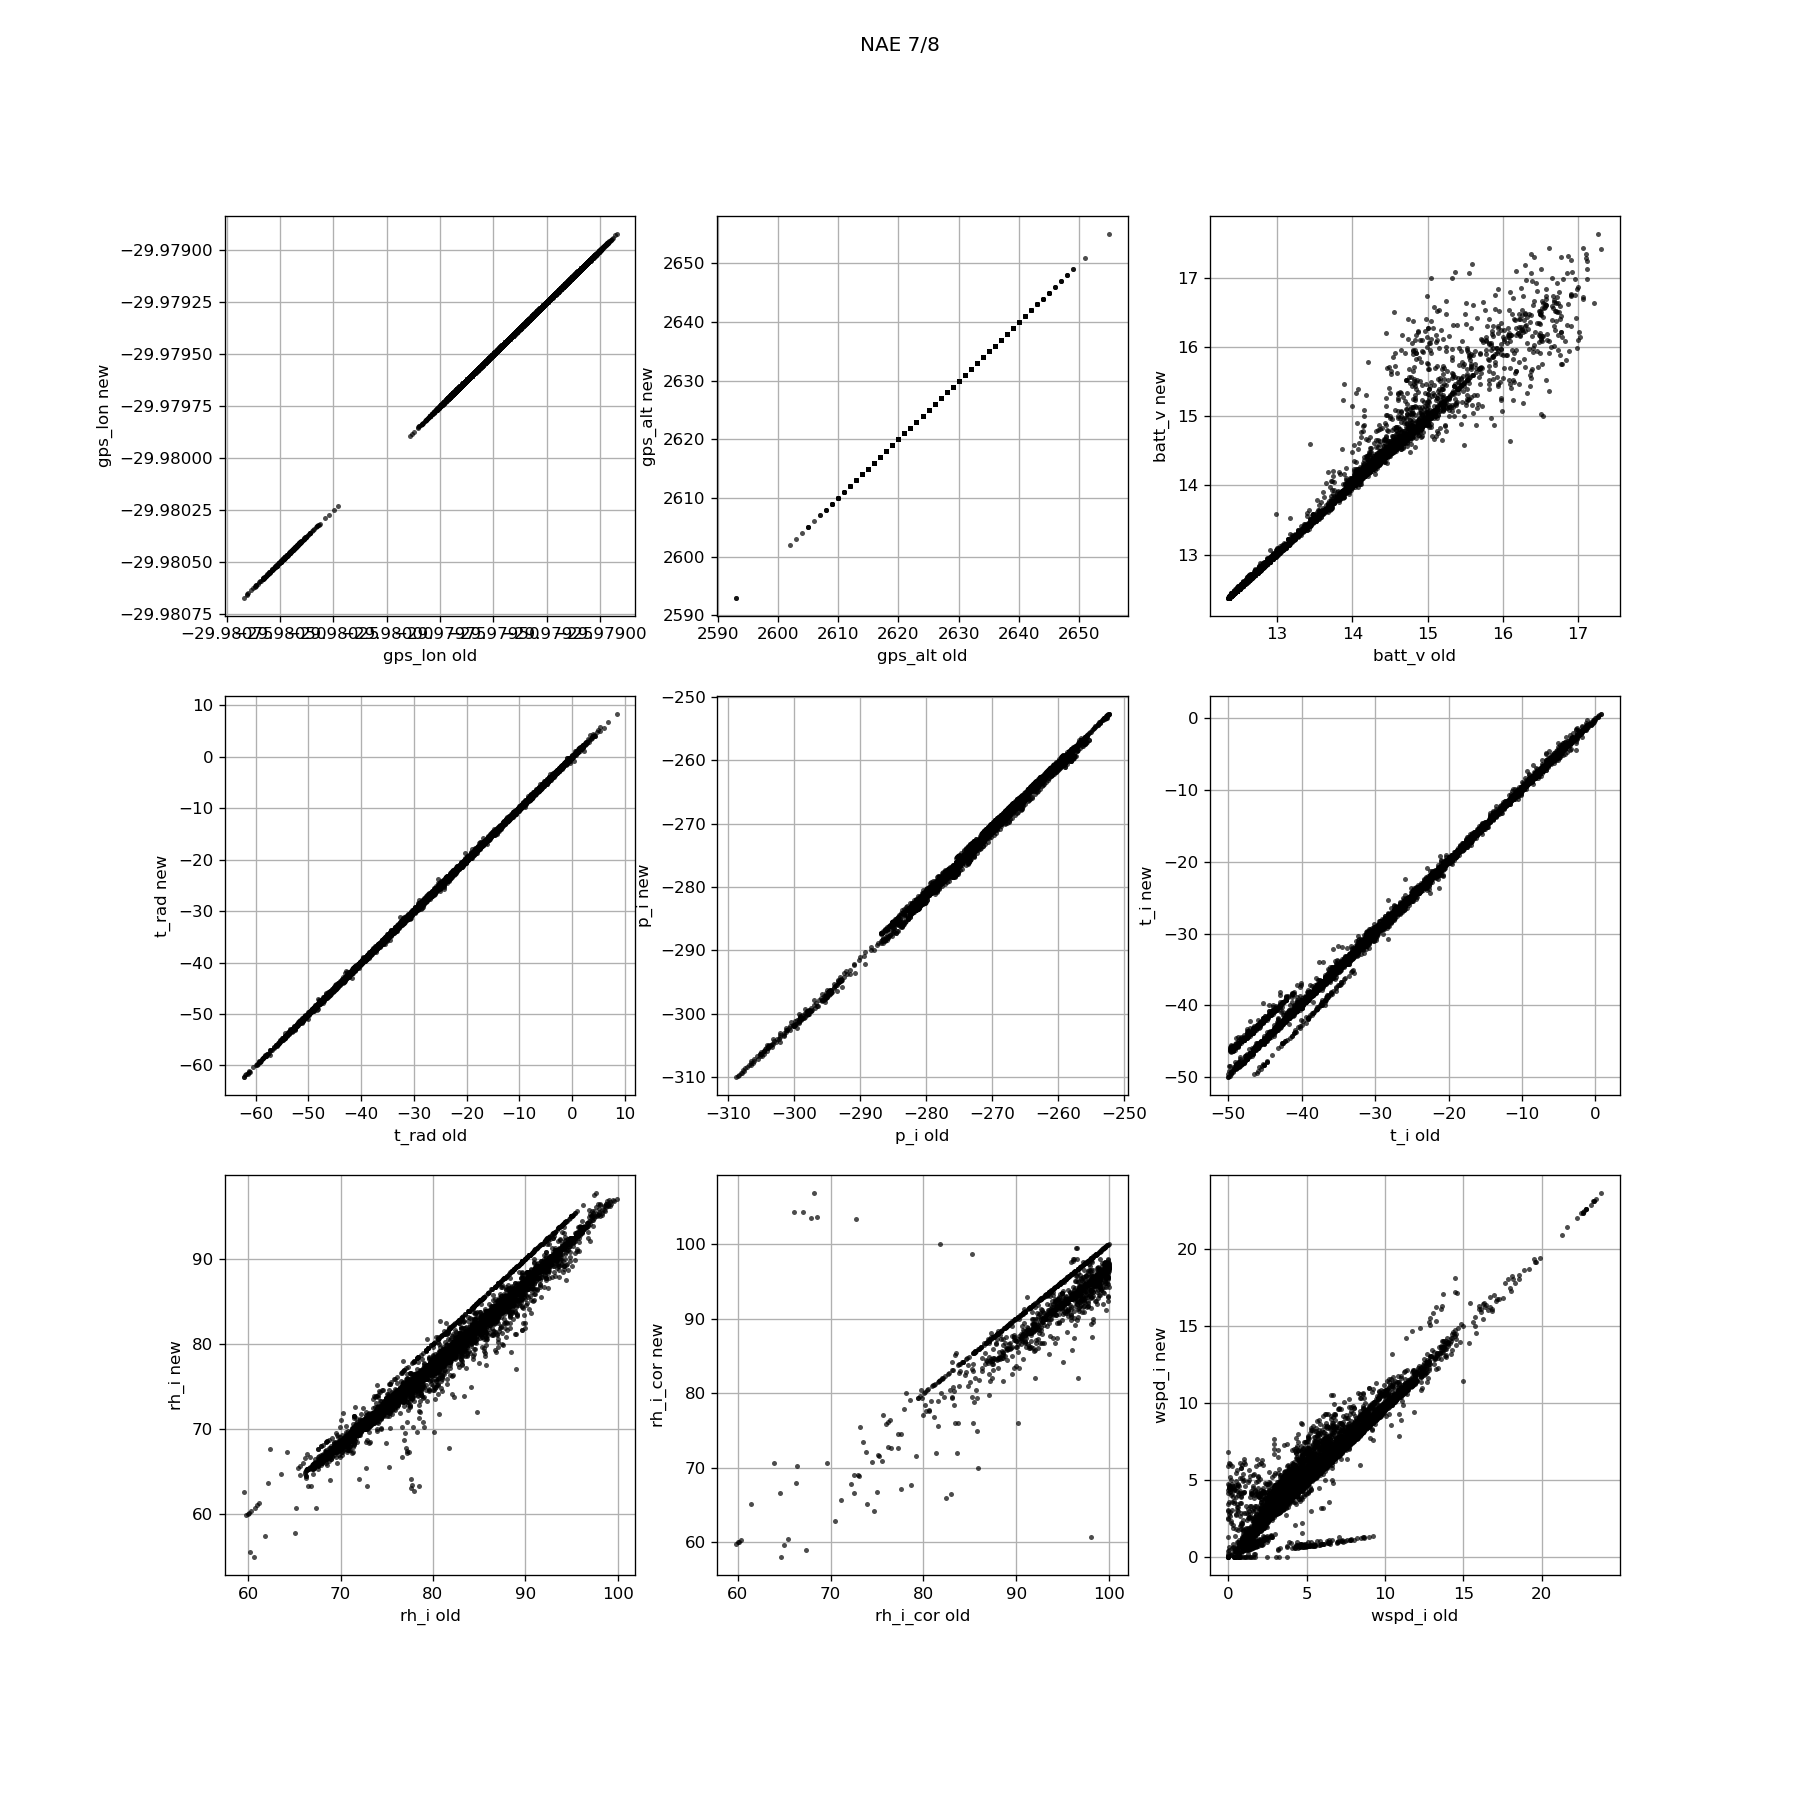 NAE 7/8
gps_lon new
−29.97900
−29.97925
−29.97950
−29.97975
−29.98000
−29.98025
−29.98050
−29.98075
gps_lon old
gps_alt new
2650
2640
2630
2620
2610
2600
2590
2590 2600 2610 2620 2630 2640 2650
gps_alt old
batt_v new
17
16
15
14
13
13 14 15 16 17
batt_v old
t_rad new
10
0
−10
−20
−30
−40
−50
−60
−60 −50 −40 −30 −20 −10 0 10
t_rad old
p_i new
−250
−260
−270
−280
−290
−300
−310
−310 −300 −290 −280 −270 −260 −250
p_i old
t_i new
0
−10
−20
−30
−40
−50
−50 −40 −30 −20 −10 0
t_i old
rh_i new
90
80
70
60
60 70 80 90 100
rh_i old
rh_i_cor new
100
90
80
70
60
60 70 80 90 100
rh_i_cor old
wspd_i new
20
15
10
5
0
0 5 10 15 20
wspd_i old